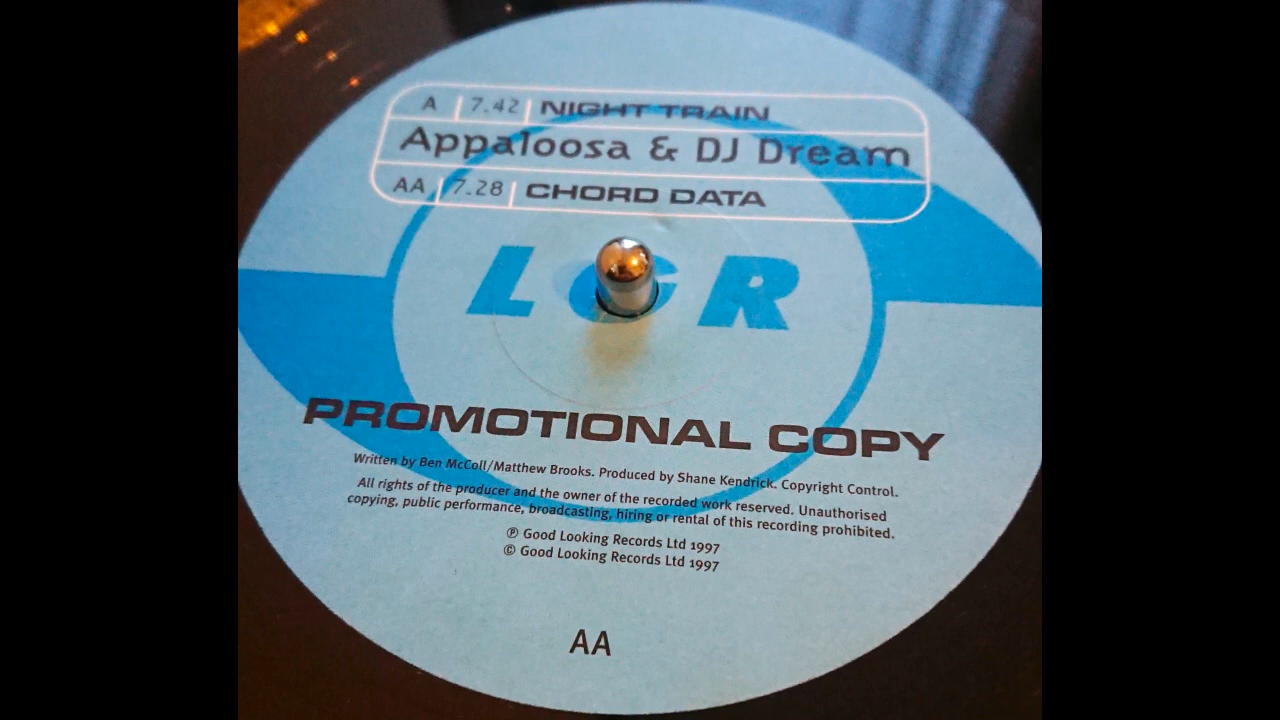 A | 7.42 | NIGHT TRAIN
Appaloosa & DJ Dream
AA | 7.28 | CHORD DATA
LGR
PROMOTIONAL COPY
Written by Ben McColl/Matthew Brooks. Produced by Shane Kendrick. Copyright Control.
All rights of the producer and the owner of the recorded work reserved. Unauthorised
copying, public performance, broadcasting, hiring or rental of this recording prohibited.
℗ Good Looking Records Ltd 1997
© Good Looking Records Ltd 1997
AA